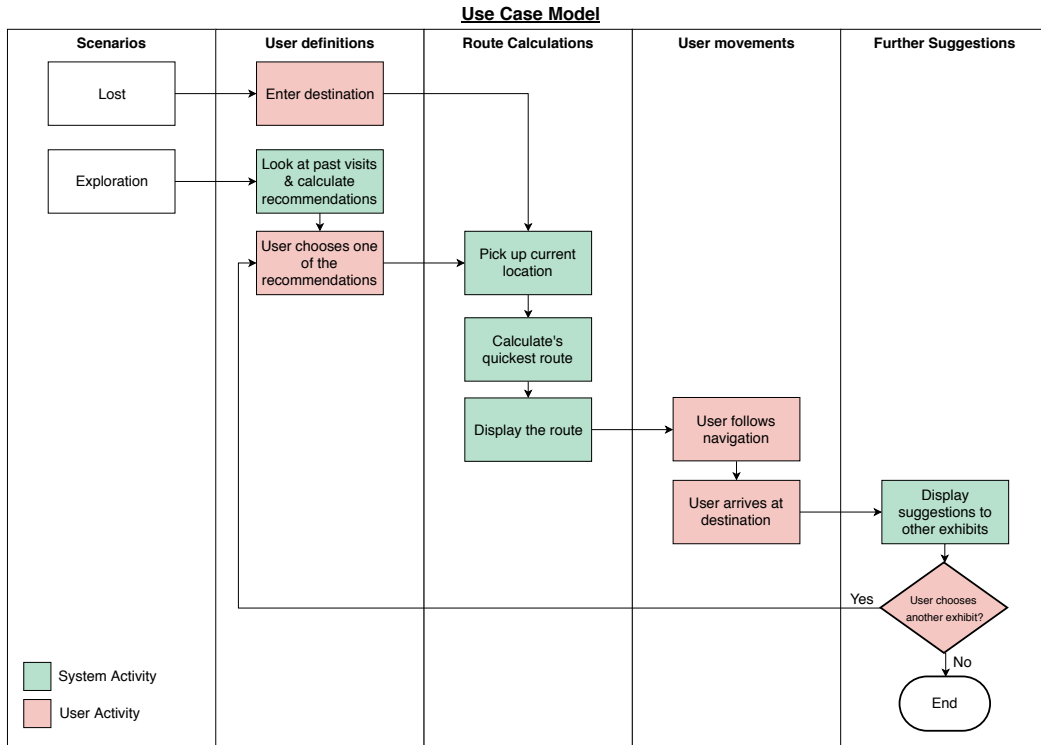 Use Case Model
Scenarios
User definitions
Route Calculations
User movements
Further Suggestions
Lost
Enter destination
Exploration
Look at past visits
& calculate
recommendations
User chooses one
of the
recommendations
Pick up current
location
Calculate's
quickest route
Display the route
User follows
navigation
User arrives at
destination
Display
suggestions to
other exhibits
User chooses
another exhibit?
Yes
No
End
System Activity
User Activity